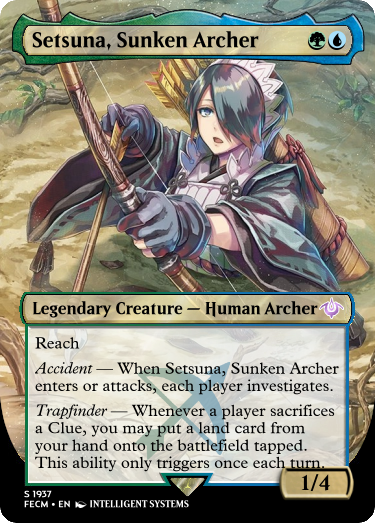 Setsuna, Sunken Archer
Legendary Creature — Human Archer
Reach
Accident — When Setsuna, Sunken Archer
enters or attacks, each player investigates.
Trapfinder — Whenever a player sacrifices
a Clue, you may put a land card from
your hand onto the battlefield tapped.
This ability only triggers once each turn.
1/4
S 1937
FECM • EN INTELLIGENT SYSTEMS